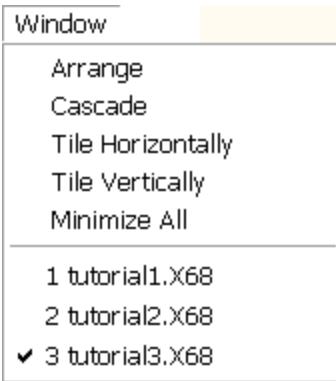 Window
Arrange
Cascade
Tile Horizontally
Tile Vertically
Minimize All
1 tutorial1.X68
2 tutorial2.X68
✔ 3 tutorial3.X68